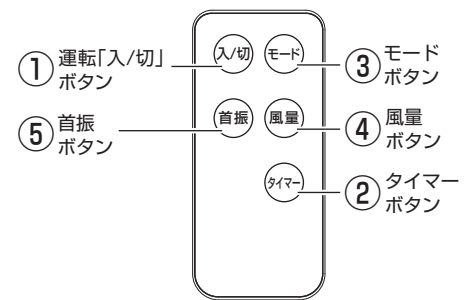 ① 運転「入/切」
ボタン
入/切
モード
③ モード
ボタン
⑤ 首振
ボタン
首振
風量
④ 風量
ボタン
タイマー
② タイマー
ボタン